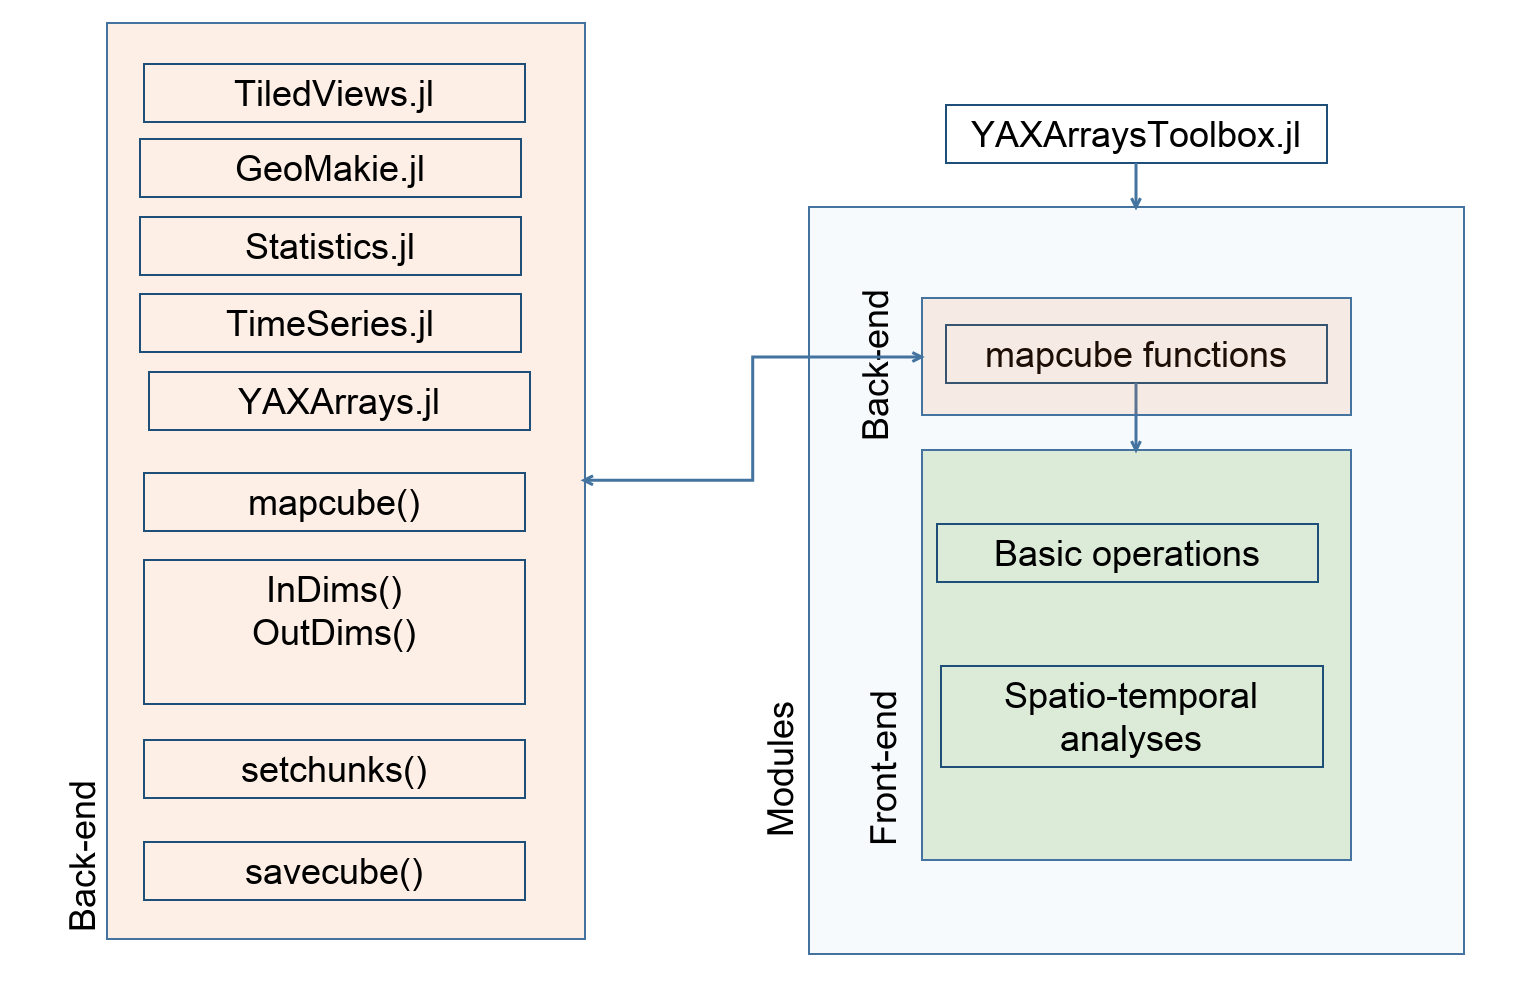 TiledViews.jl
GeoMakie.jl
Statistics.jl
TimeSeries.jl
YAXArrays.jl
mapcube()
InDims()
OutDims()
setchunks()
savecube()
Back-end
YAXArraysToolbox.jl
Modules
Back-end
mapcube functions
Front-end
Basic operations
Spatio-temporal
analyses